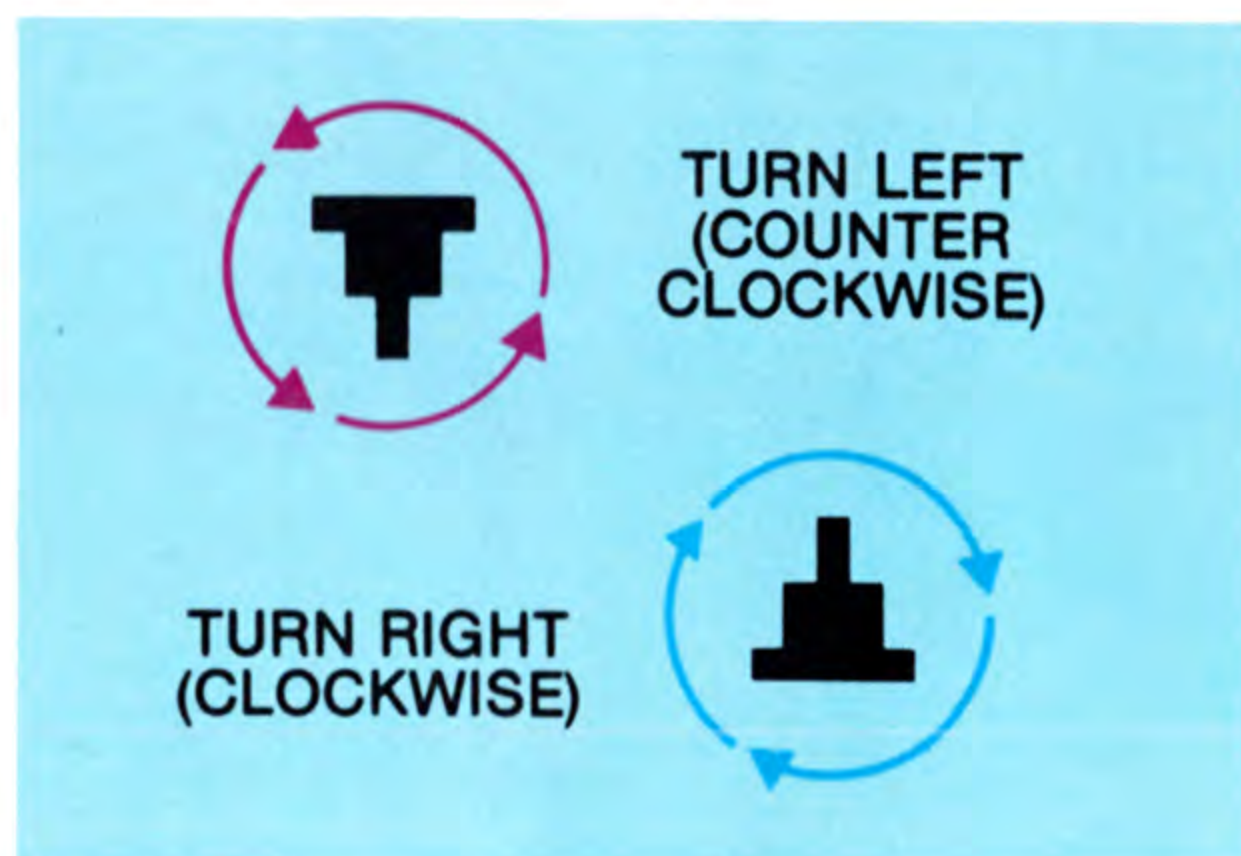 TURN LEFT
(COUNTER
CLOCKWISE)
TURN RIGHT
(CLOCKWISE)